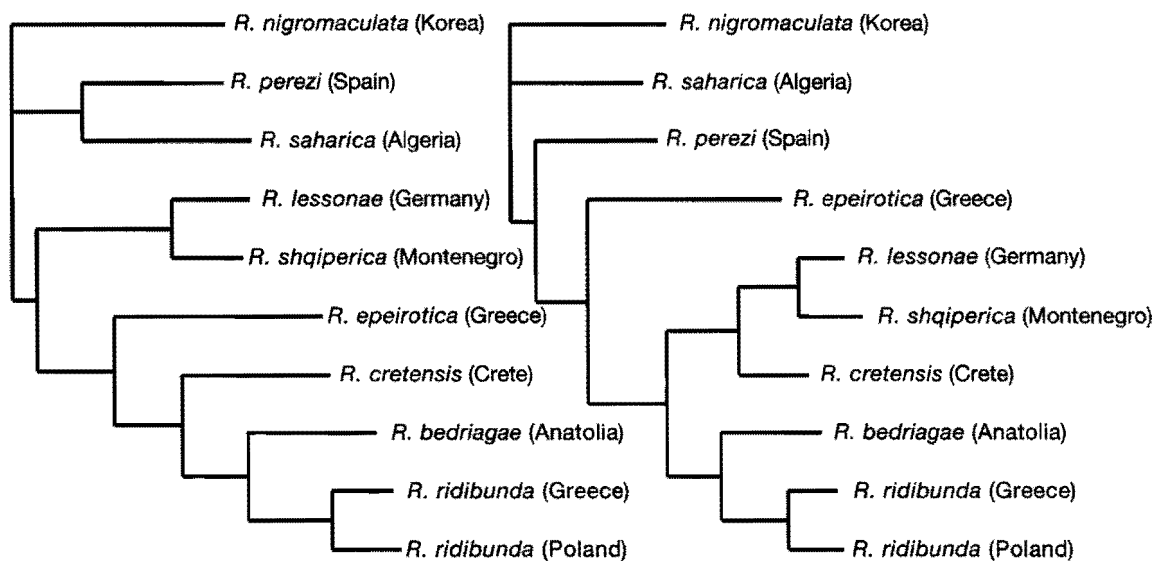 R. nigromaculata (Korea)
R. perezi (Spain)
R. saharica (Algeria)
R. lessonae (Germany)
R. shqiperica (Montenegro)
R. epeirotica (Greece)
R. cretensis (Crete)
R. bedriagae (Anatolia)
R. ridibunda (Greece)
R. ridibunda (Poland)
R. nigromaculata (Korea)
R. saharica (Algeria)
R. perezi (Spain)
R. epeirotica (Greece)
R. lessonae (Germany)
R. shqiperica (Montenegro)
R. cretensis (Crete)
R. bedriagae (Anatolia)
R. ridibunda (Greece)
R. ridibunda (Poland)